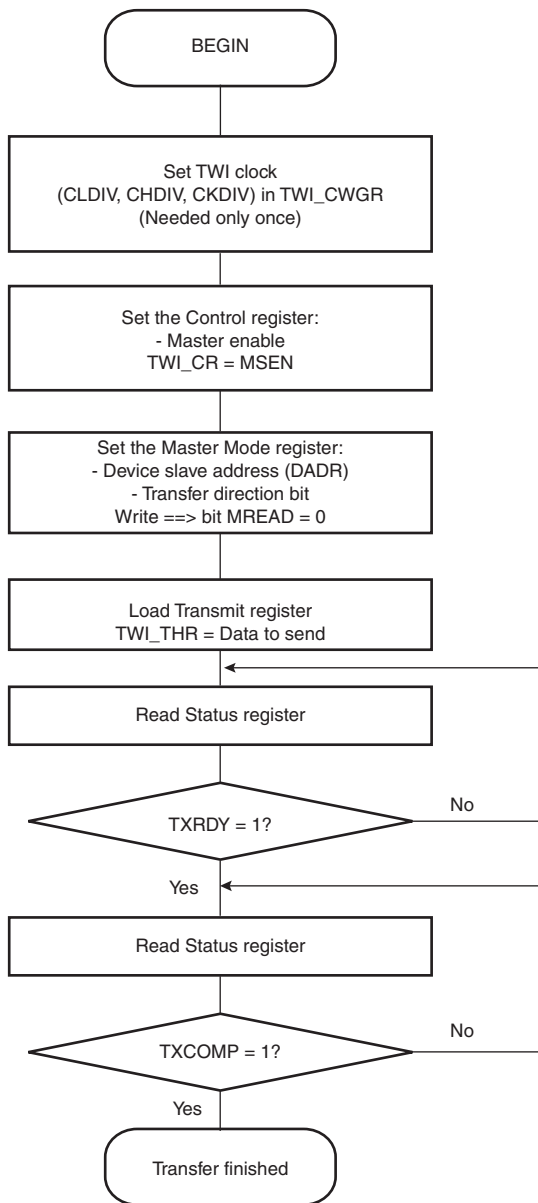 BEGIN
Set TWI clock
(CLDIV, CHDIV, CKDIV) in TWI_CWGR
(Needed only once)
Set the Control register:
- Master enable
TWI_CR = MSEN
Set the Master Mode register:
- Device slave address (DADR)
- Transfer direction bit
Write ==> bit MREAD = 0
Load Transmit register
TWI_THR = Data to send
Read Status register
TXRDY = 1?
No
Yes
Read Status register
TXCOMP = 1?
No
Yes
Transfer finished